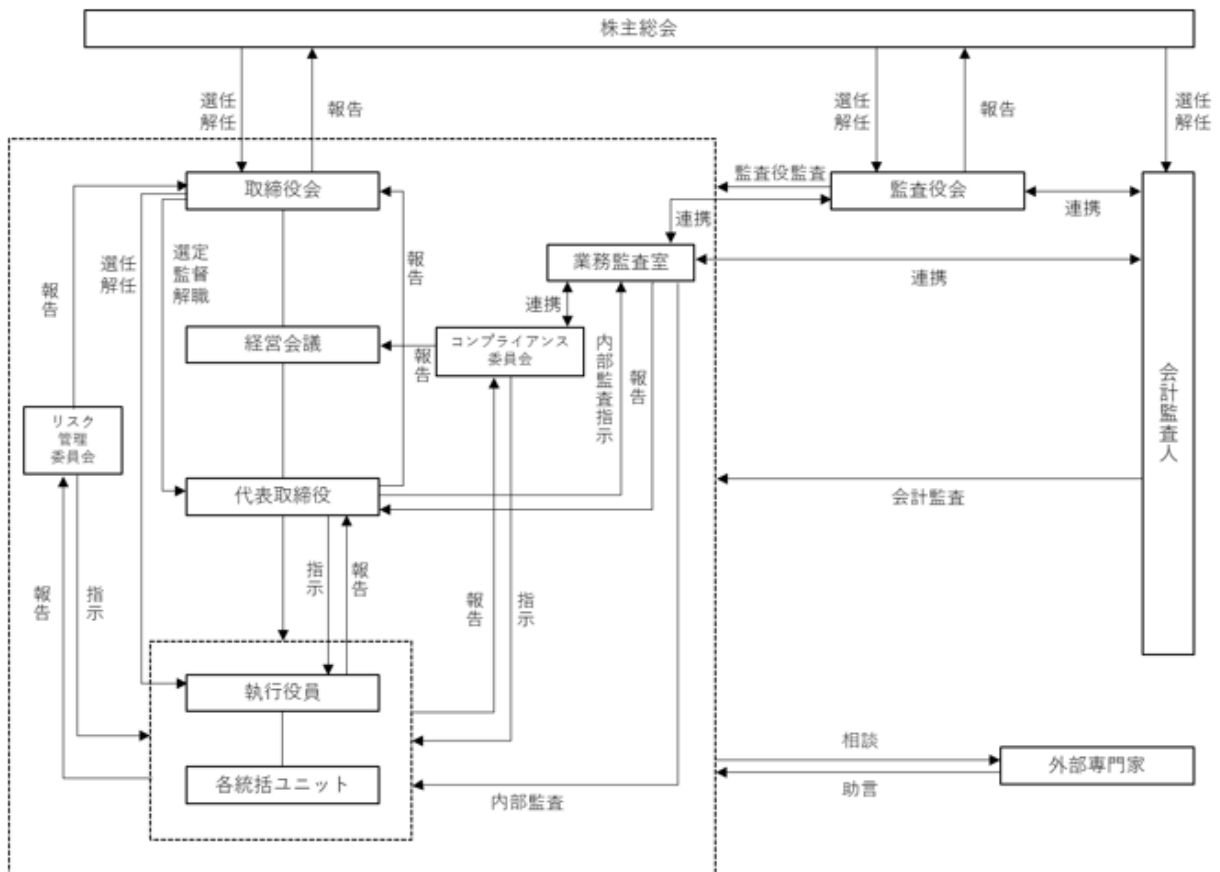 株主総会
選任
解任
報告
選任
解任
報告
選任
解任
取締役会
監査役監査
監査役会
連携
連携
業務監査室
連携
報告
選任
解任
選定
監督
解職
報告
連携
経営会議
報告
コンプライアンス
委員会
内部監査指示
報告
会計監査人
リスク
管理
委員会
代表取締役
会計監査
報告
指示
指示
報告
報告
指示
執行役員
各統括ユニット
内部監査
相談
助言
外部専門家